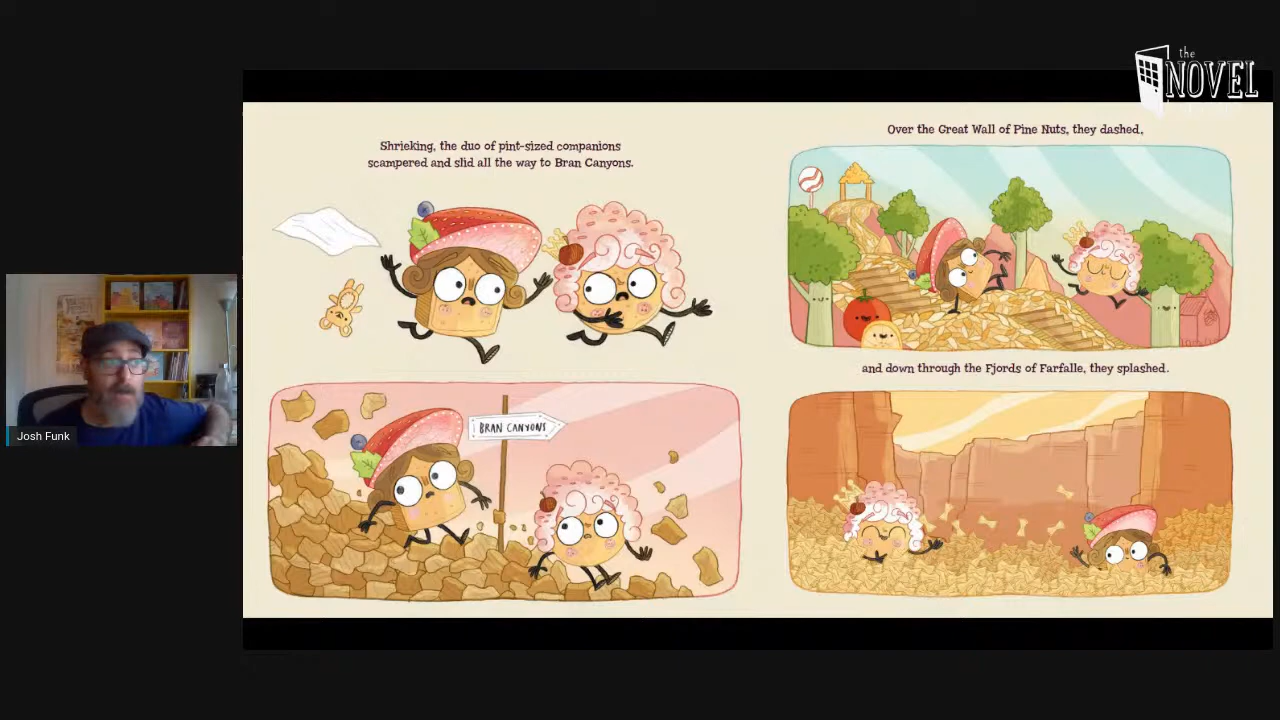 the
NOVEL
Shrieking, the duo of pint-sized companions
scampered and slid all the way to Bran Canyons.
BRAN CANYONS
Over the Great Wall of Pine Nuts, they dashed,
and down through the Fjords of Farfalle, they splashed.
Josh Funk